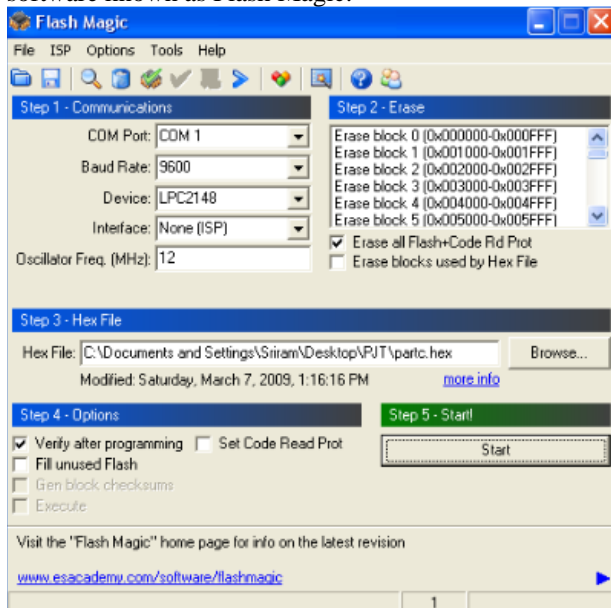 software known as Flash Magic.
Flash Magic
File ISP Options Tools Help
Step 1 - Communications
COM Port: COM 1
Baud Rate: 9600
Device: LPC2148
Interface: None (ISP)
Oscillator Freq. (MHz): 12
Step 2 - Erase
Erase block 0 (0x000000-0x000FFF)
Erase block 1 (0x001000-0x001FFF)
Erase block 2 (0x002000-0x002FFF)
Erase block 3 (0x003000-0x003FFF)
Erase block 4 (0x004000-0x004FFF)
Erase block 5 (0x005000-0x005FFF)
Erase all Flash+Code Rd Prot
Erase blocks used by Hex File
Step 3 - Hex File
Hex File: C:\Documents and Settings\Sriram\Desktop\PJT\partc.hex Browse...
Modified: Saturday, March 7, 2009, 1:16:16 PM more info
Step 4 - Options
Verify after programming Set Code Read Prot
Fill unused Flash
Gen block checksums
Execute
Step 5 - Start!
Start
Visit the "Flash Magic" home page for info on the latest revision
www.esacademy.com/software/flashmagic
1